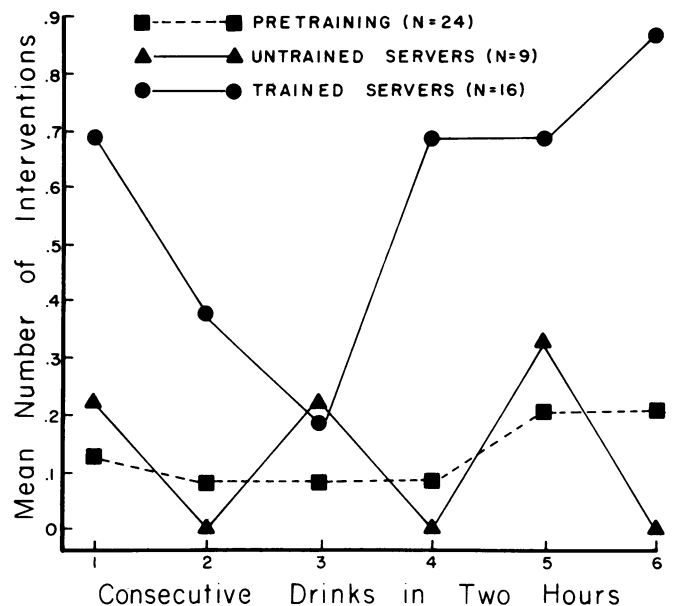 PRETRAINING (N=24)
UNTRAINED SERVERS (N=9)
TRAINED SERVERS (N=16)
Mean Number of Interventions
.9
.8
.7
.6
.5
.4
.3
.2
.1
0
1 2 3 4 5 6
Consecutive Drinks in Two Hours